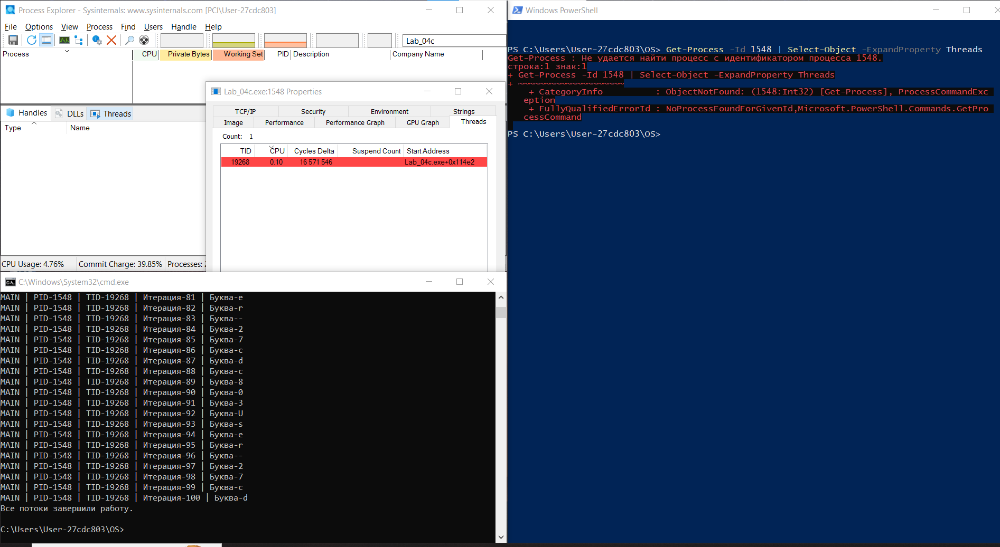 Process Explorer - Sysinternals: www.sysinternals.com [PCI\User-27cdc803]
File Options View Process Find Users Handle Help
Lab_04c
Process CPU Private Bytes Working Set PID Description Company Name
Handles DLLs Threads
Type Name
CPU Usage: 4.76% Commit Charge: 39.85% Processes:
Lab_04c.exe:1548 Properties
TCP/IP Security Environment Strings
Image Performance Performance Graph GPU Graph Threads
Count: 1
TID CPU Cycles Delta Suspend Count Start Address
19268 0.10 16 571 546 Lab_04c.exe+0x114e2
C:\Windows\System32\cmd.exe
MAIN | PID-1548 | TID-19268 | Итерация-81 | Буква-e
MAIN | PID-1548 | TID-19268 | Итерация-82 | Буква-r
MAIN | PID-1548 | TID-19268 | Итерация-83 | Буква--
MAIN | PID-1548 | TID-19268 | Итерация-84 | Буква-2
MAIN | PID-1548 | TID-19268 | Итерация-85 | Буква-7
MAIN | PID-1548 | TID-19268 | Итерация-86 | Буква-c
MAIN | PID-1548 | TID-19268 | Итерация-87 | Буква-d
MAIN | PID-1548 | TID-19268 | Итерация-88 | Буква-c
MAIN | PID-1548 | TID-19268 | Итерация-89 | Буква-8
MAIN | PID-1548 | TID-19268 | Итерация-90 | Буква-0
MAIN | PID-1548 | TID-19268 | Итерация-91 | Буква-3
MAIN | PID-1548 | TID-19268 | Итерация-92 | Буква-U
MAIN | PID-1548 | TID-19268 | Итерация-93 | Буква-s
MAIN | PID-1548 | TID-19268 | Итерация-94 | Буква-e
MAIN | PID-1548 | TID-19268 | Итерация-95 | Буква-r
MAIN | PID-1548 | TID-19268 | Итерация-96 | Буква--
MAIN | PID-1548 | TID-19268 | Итерация-97 | Буква-2
MAIN | PID-1548 | TID-19268 | Итерация-98 | Буква-7
MAIN | PID-1548 | TID-19268 | Итерация-99 | Буква-c
MAIN | PID-1548 | TID-19268 | Итерация-100 | Буква-d
Все потоки завершили работу.
C:\Users\User-27cdc803\OS>
Windows PowerShell
PS C:\Users\User-27cdc803\OS> Get-Process -Id 1548 | Select-Object -ExpandProperty Threads
Get-Process : Не удается найти процесс с идентификатором процесса 1548.
строка:1 знак:1
+ Get-Process -Id 1548 | Select-Object -ExpandProperty Threads
+ ~~~~~~~~~~~~~~~~~~~~
+ CategoryInfo : ObjectNotFound: (1548:Int32) [Get-Process], ProcessCommandExc
eption
+ FullyQualifiedErrorId : NoProcessFoundForGivenId,Microsoft.PowerShell.Commands.GetPro
cessCommand
PS C:\Users\User-27cdc803\OS>